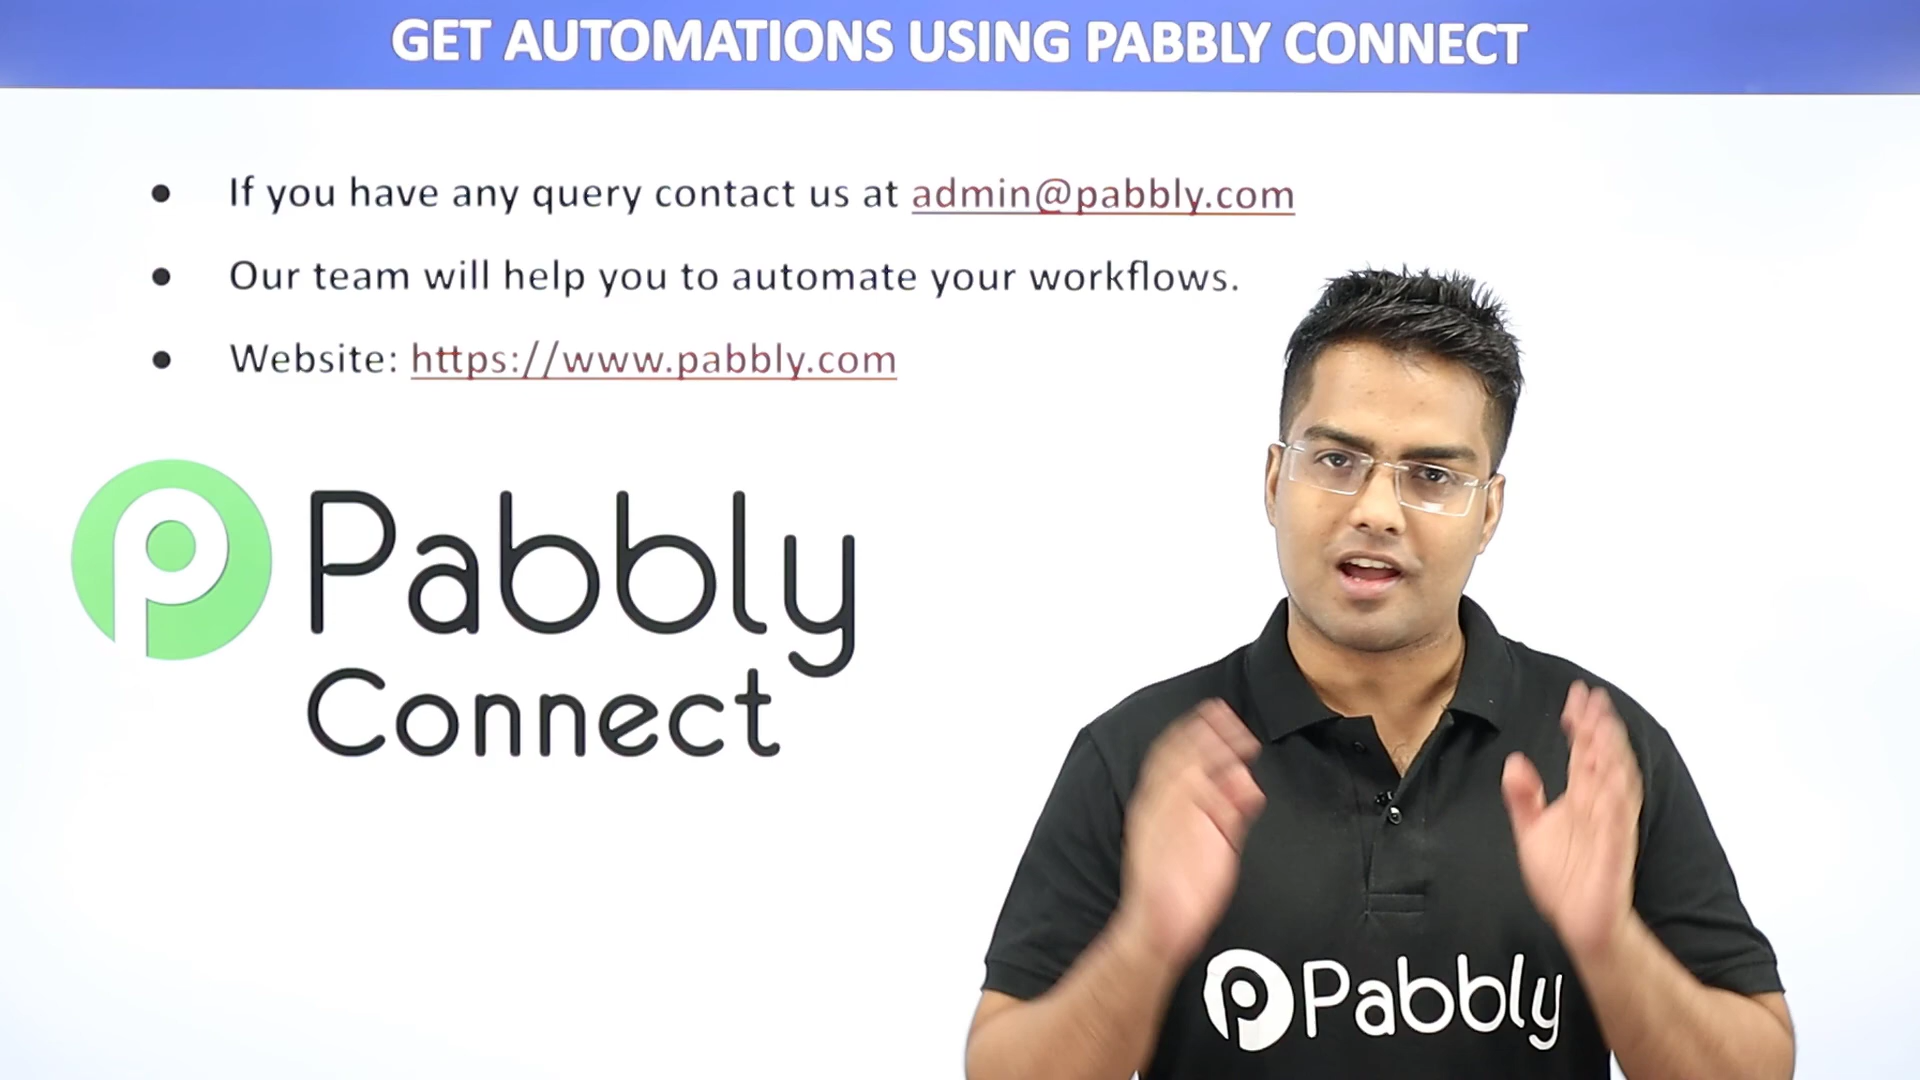 GET AUTOMATIONS USING PABBLY CONNECT
● If you have any query contact us at admin@pabbly.com
● Our team will help you to automate your workflows.
● Website: https://www.pabbly.com
Pabbly
Connect
Pabbly